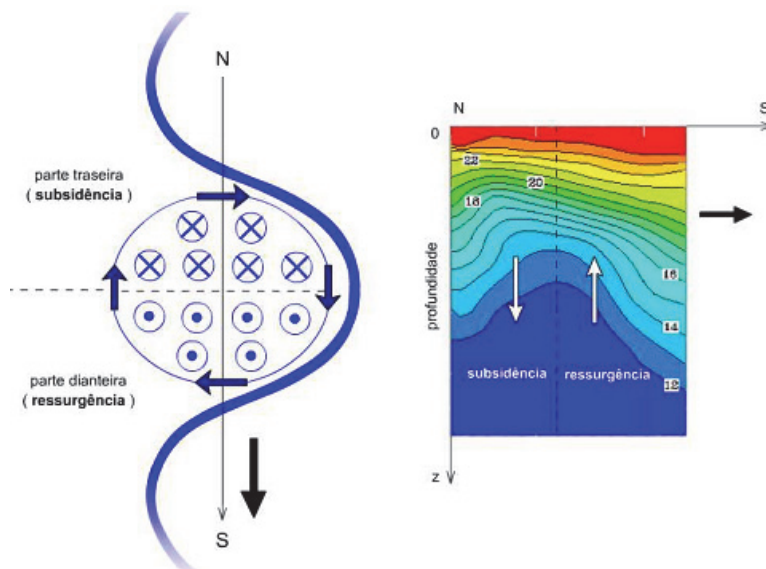 N
parte traseira
( subsidência )
parte dianteira
( ressurgência )
S
N
S
0
22
20
18
16
14
12
profundidade
subsidência
ressurgência
z